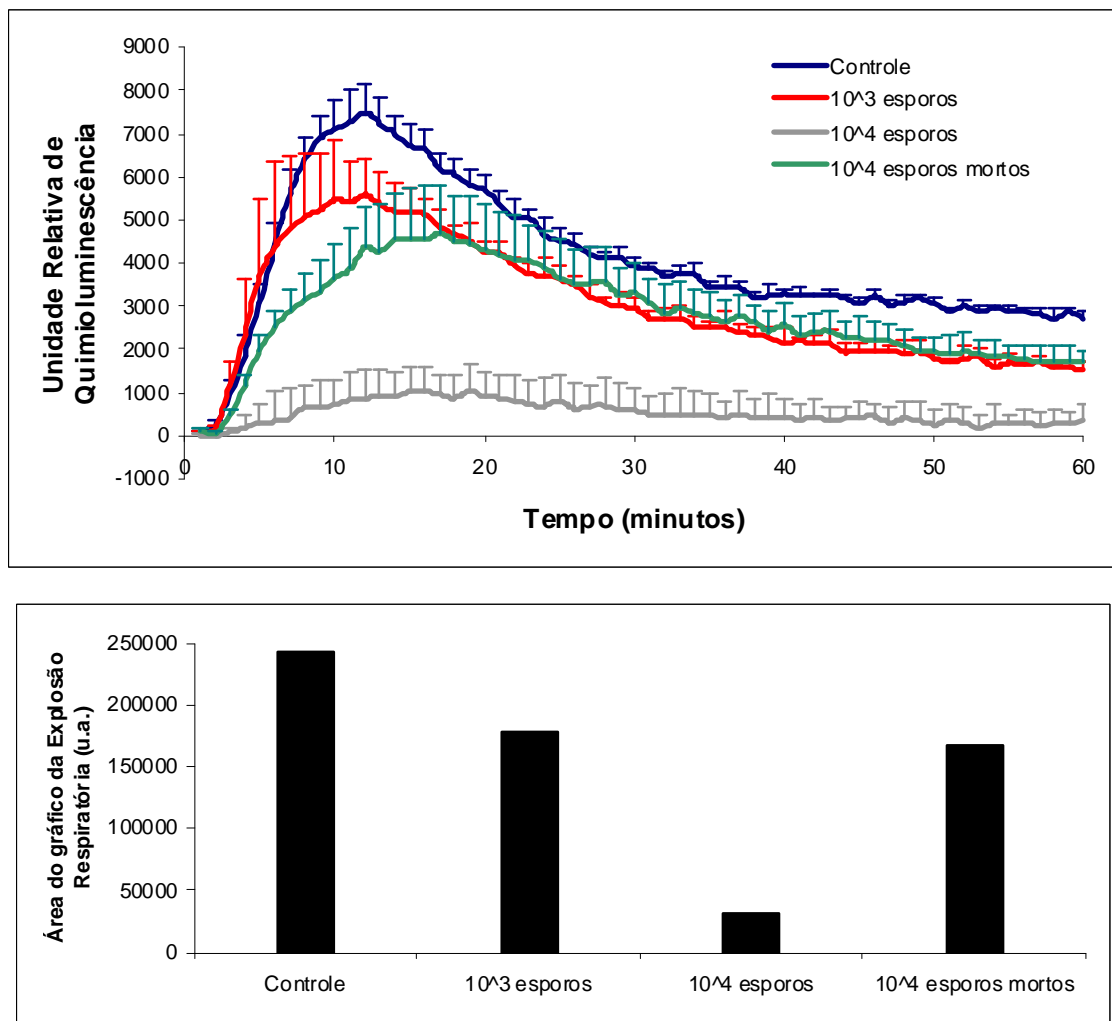 9000
8000
7000
6000
5000
4000
3000
2000
1000
0
-1000
Unidade Relativa de
Quimioluminescência
Controle
10^3 esporos
10^4 esporos
10^4 esporos mortos
0 10 20 30 40 50 60
Tempo (minutos)
250000
200000
150000
100000
50000
0
Área do gráfico da Explosão
Respiratória (u.a.)
Controle 10^3 esporos 10^4 esporos 10^4 esporos mortos